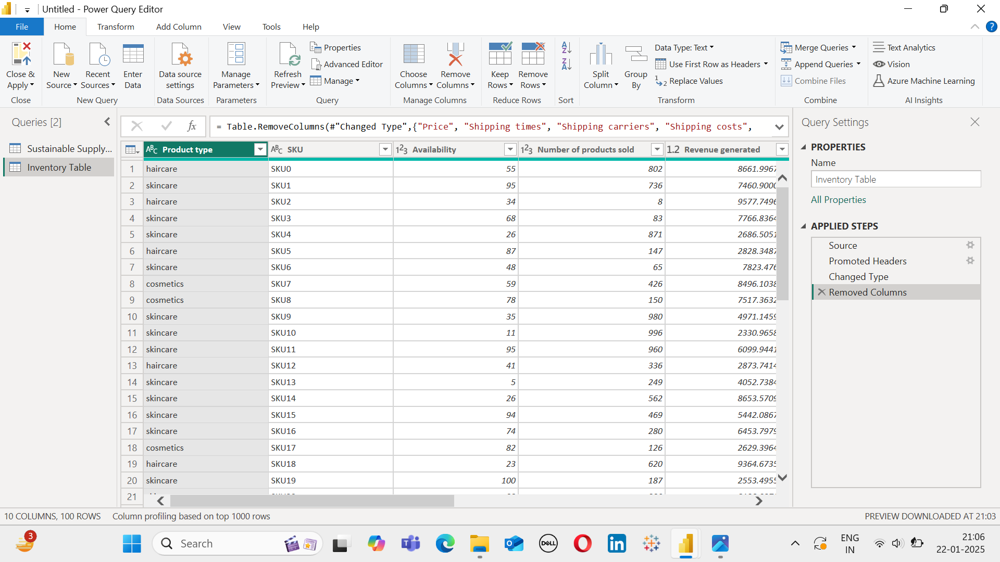 Untitled - Power Query Editor
File Home Transform Add Column View Tools Help
Close & Apply
New Source
Recent Sources
Enter Data
Data source settings
Manage Parameters
Refresh Preview
Properties
Advanced Editor
Manage
Choose Columns
Remove Columns
Keep Rows
Remove Rows
Split Column
Group By
Data Type: Text
Use First Row as Headers
Replace Values
Merge Queries
Append Queries
Combine Files
Text Analytics
Vision
Azure Machine Learning
Close New Query Data Sources Parameters Query Manage Columns Reduce Rows Sort Transform Combine AI Insights
Queries [2]
Sustainable Supply...
Inventory Table
fx = Table.RemoveColumns(#"Changed Type",{"Price", "Shipping times", "Shipping carriers", "Shipping costs",
ABC Product type ABC SKU 123 Availability 123 Number of products sold 1.2 Revenue generated
1 haircare SKU0 55 802 8661.9967
2 skincare SKU1 95 736 7460.9000
3 haircare SKU2 34 8 9577.7496
4 skincare SKU3 68 83 7766.8364
5 skincare SKU4 26 871 2686.5051
6 haircare SKU5 87 147 2828.3487
7 skincare SKU6 48 65 7823.476
8 cosmetics SKU7 59 426 8496.1038
9 cosmetics SKU8 78 150 7517.3632
10 skincare SKU9 35 980 4971.1459
11 skincare SKU10 11 996 2330.9658
12 skincare SKU11 95 960 6099.9441
13 haircare SKU12 41 336 2873.7414
14 skincare SKU13 5 249 4052.7384
15 skincare SKU14 26 562 8653.5709
16 skincare SKU15 94 469 5442.0867
17 skincare SKU16 74 280 6453.7979
18 cosmetics SKU17 82 126 2629.3964
19 haircare SKU18 23 620 9364.6735
20 skincare SKU19 100 187 2553.4955
21
Query Settings
PROPERTIES
Name
Inventory Table
All Properties
APPLIED STEPS
Source
Promoted Headers
Changed Type
Removed Columns
10 COLUMNS, 100 ROWS Column profiling based on top 1000 rows PREVIEW DOWNLOADED AT 21:03
3
Search
DELL
ENG
IN
21:06
22-01-2025